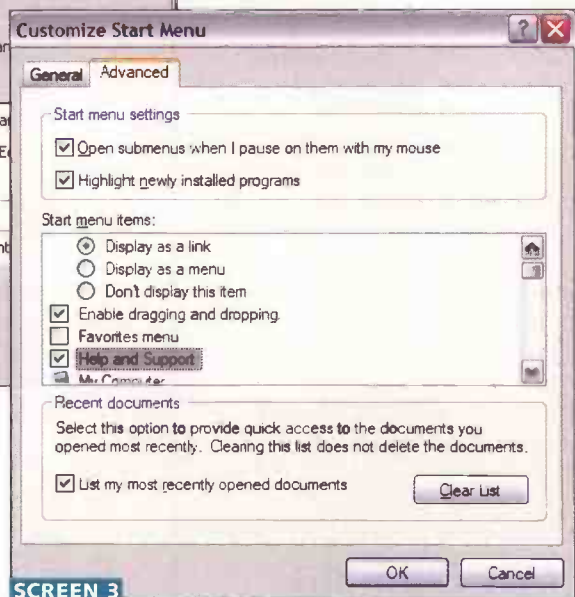 Customize Start Menu
General
Advanced
Start menu settings
Open submenus when I pause on them with my mouse
Highlight newly installed programs
Start menu items:
Display as a link
Display as a menu
Don't display this item
Enable dragging and dropping
Favorites menu
Help and Support
My Computer
Recent documents
Select this option to provide quick access to the documents you
opened most recently. Clearing this list does not delete the documents.
List my most recently opened documents
Clear List
OK
Cancel
SCREEN 3